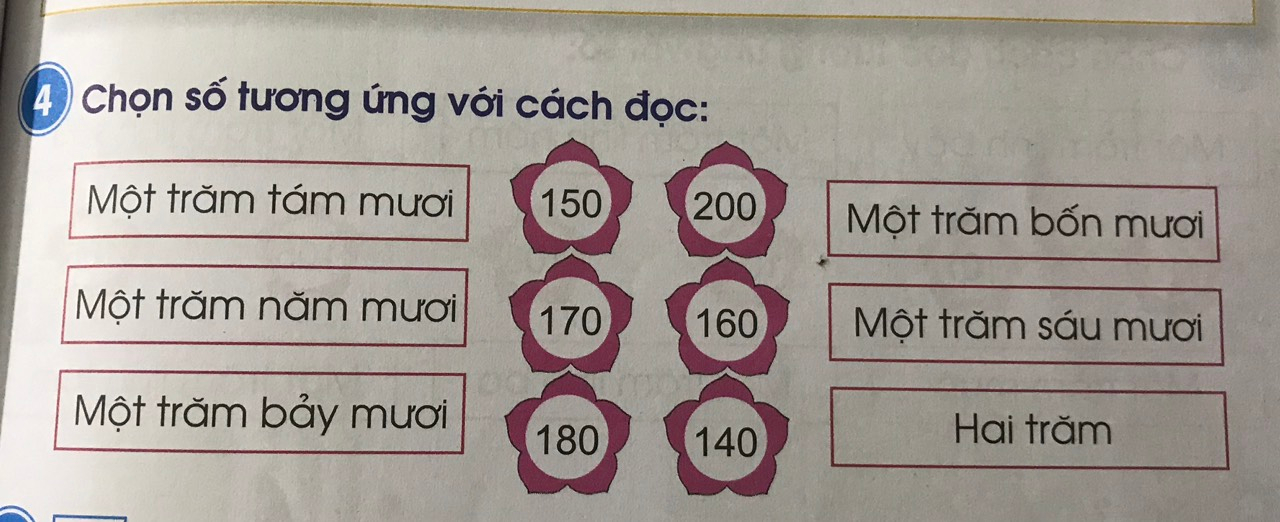 4 Chọn số tương ứng với cách đọc:
Một trăm tám mươi
150
200
Một trăm bốn mươi
Một trăm năm mươi
170
160
Một trăm sáu mươi
Một trăm bảy mươi
180
140
Hai trăm